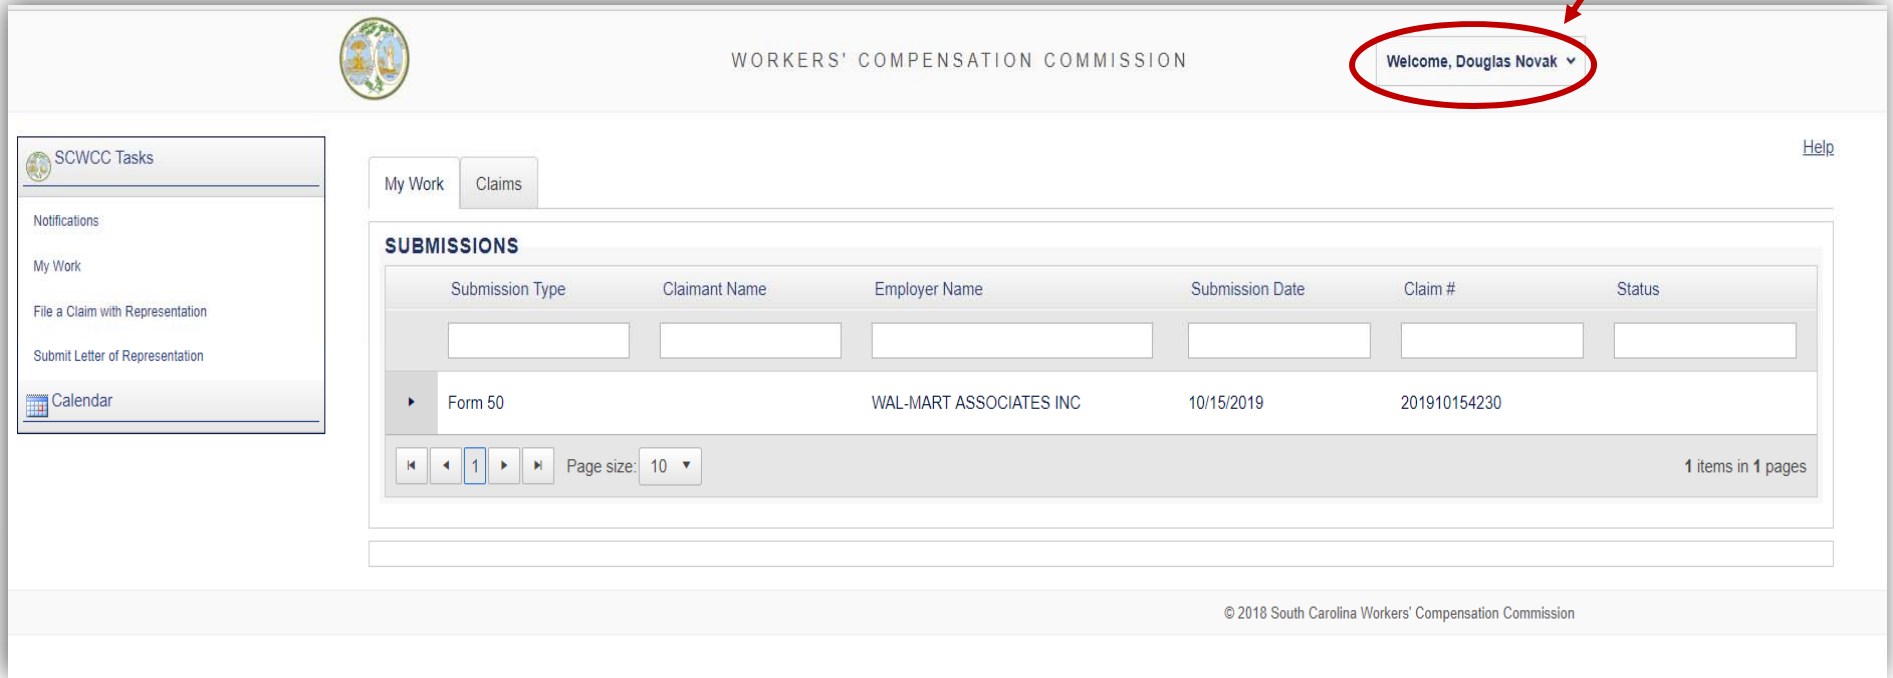 WORKERS' COMPENSATION COMMISSION
Welcome, Douglas Novak
Help
SCWCC Tasks
Notifications
My Work
File a Claim with Representation
Submit Letter of Representation
Calendar
My Work Claims
SUBMISSIONS
Submission Type Claimant Name Employer Name Submission Date Claim # Status
Form 50 WAL-MART ASSOCIATES INC 10/15/2019 201910154230
1 Page size: 10 1 items in 1 pages
© 2018 South Carolina Workers' Compensation Commission